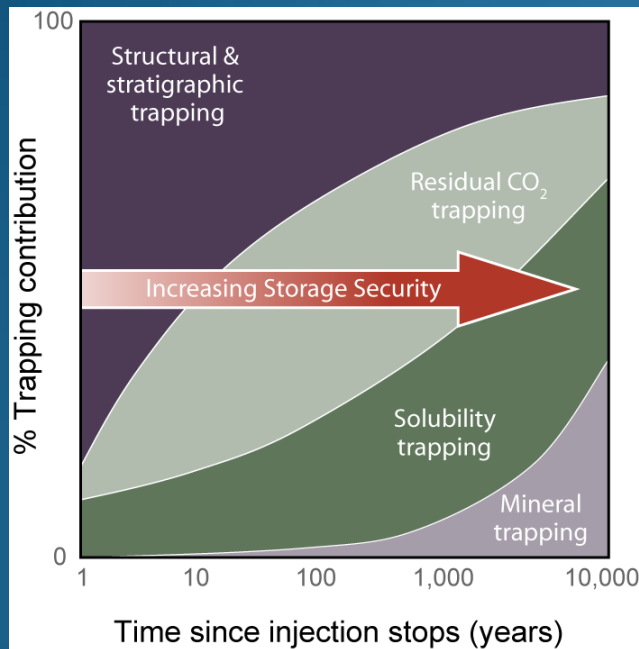 100
Structural &
stratigraphic
trapping
Residual CO₂
trapping
Increasing Storage Security
Solubility
trapping
Mineral
trapping
% Trapping contribution
0
1 10 100 1,000 10,000
Time since injection stops (years)